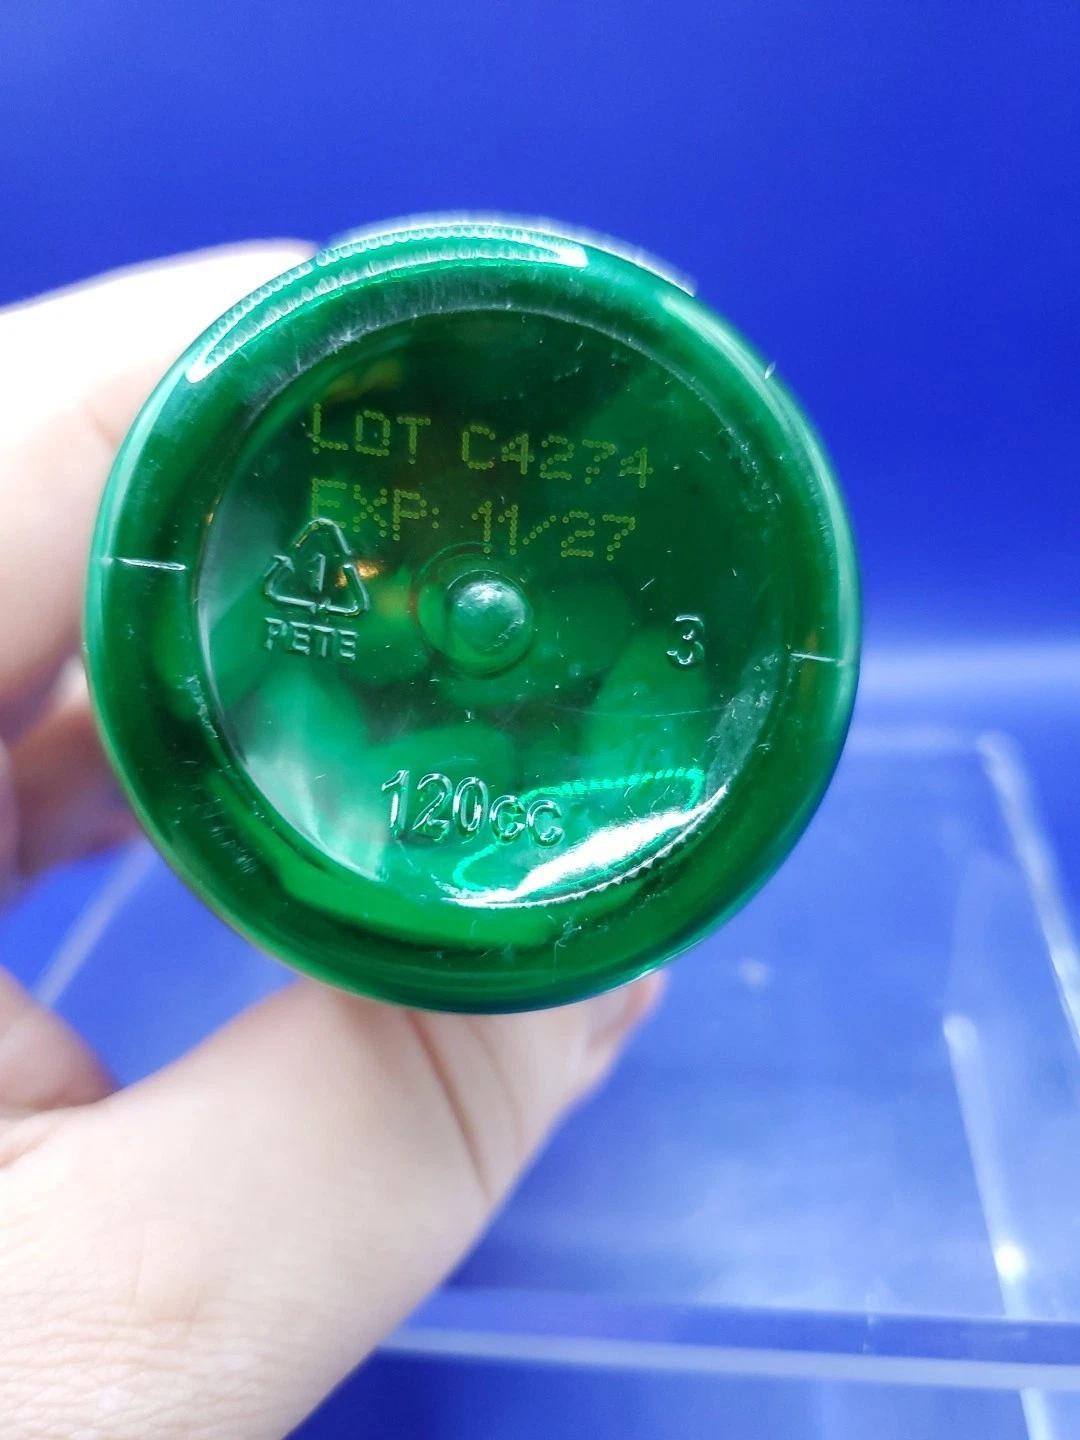 LOT C4274
EXP: 11/27
1
PETE
3
120cc